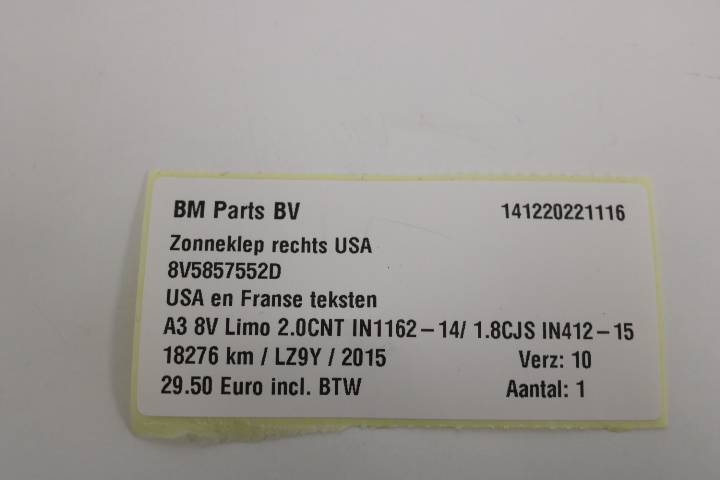 BM Parts BV 141220221116
Zonneklep rechts USA
8V5857552D
USA en Franse teksten
A3 8V Limo 2.0CNT IN1162-14/ 1.8CJS IN412-15
18276 km / LZ9Y / 2015 Verz: 10
29.50 Euro incl. BTW Aantal: 1